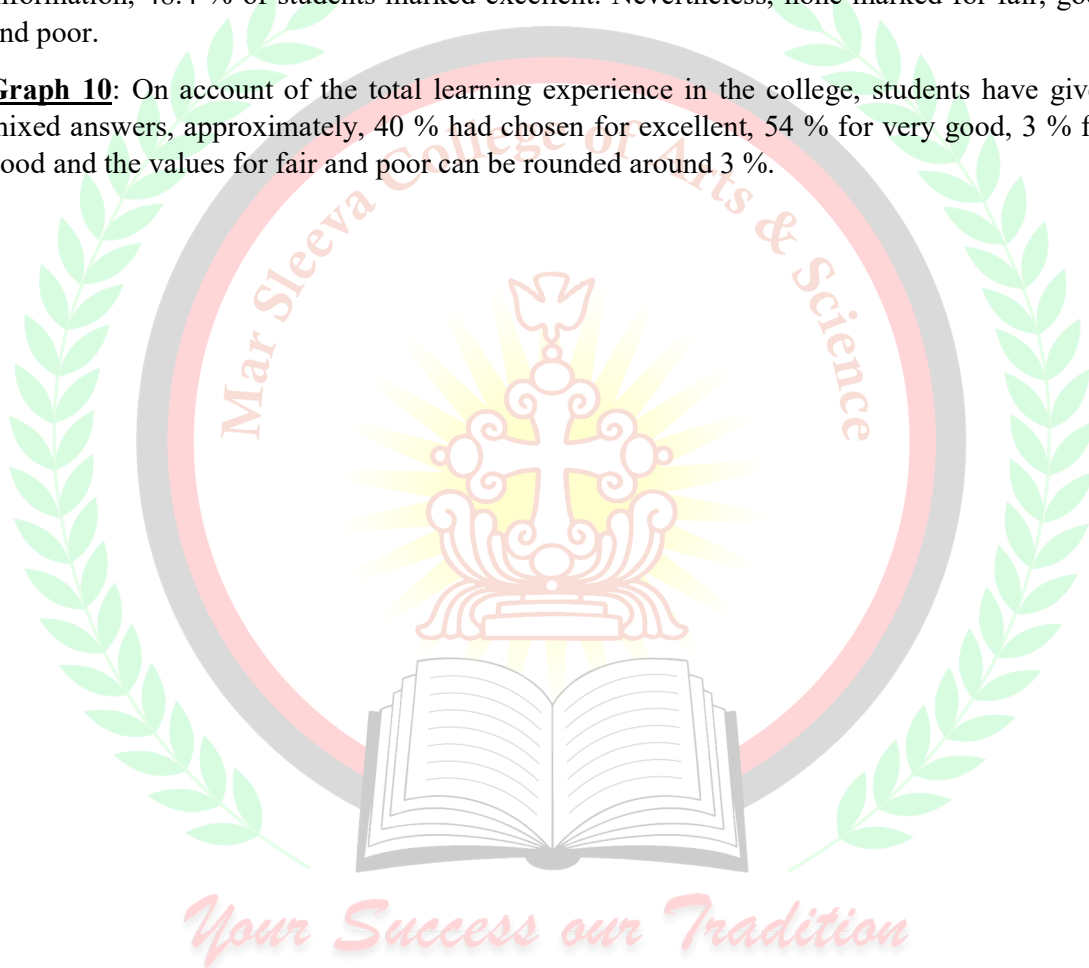 information, 48.4 % of students marked excellent. Nevertheless, none marked for fair, good
and poor.
Graph 10: On account of the total learning experience in the college, students have give
mixed answers, approximately, 40 % had chosen for excellent, 54 % for very good, 3 % f
ood and the values for fair and poor can be rounded around 3 %.
Mar Sleeva College of Arts & Science
Your Success our Tradition